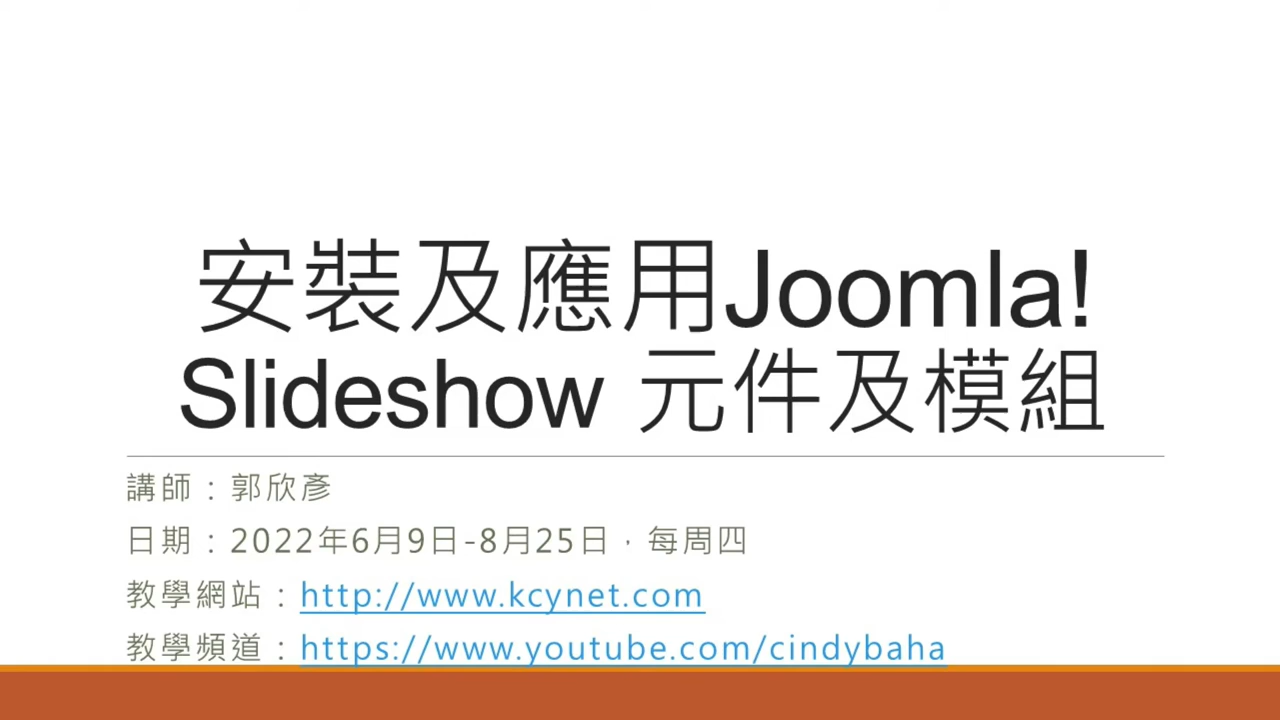 安裝及應用Joomla!
Slideshow 元件及模組
講師：郭欣彥
日期：2022年6月9日-8月25日，每周四
教學網站：http://www.kcynet.com
教學頻道：https://www.youtube.com/cindybaha